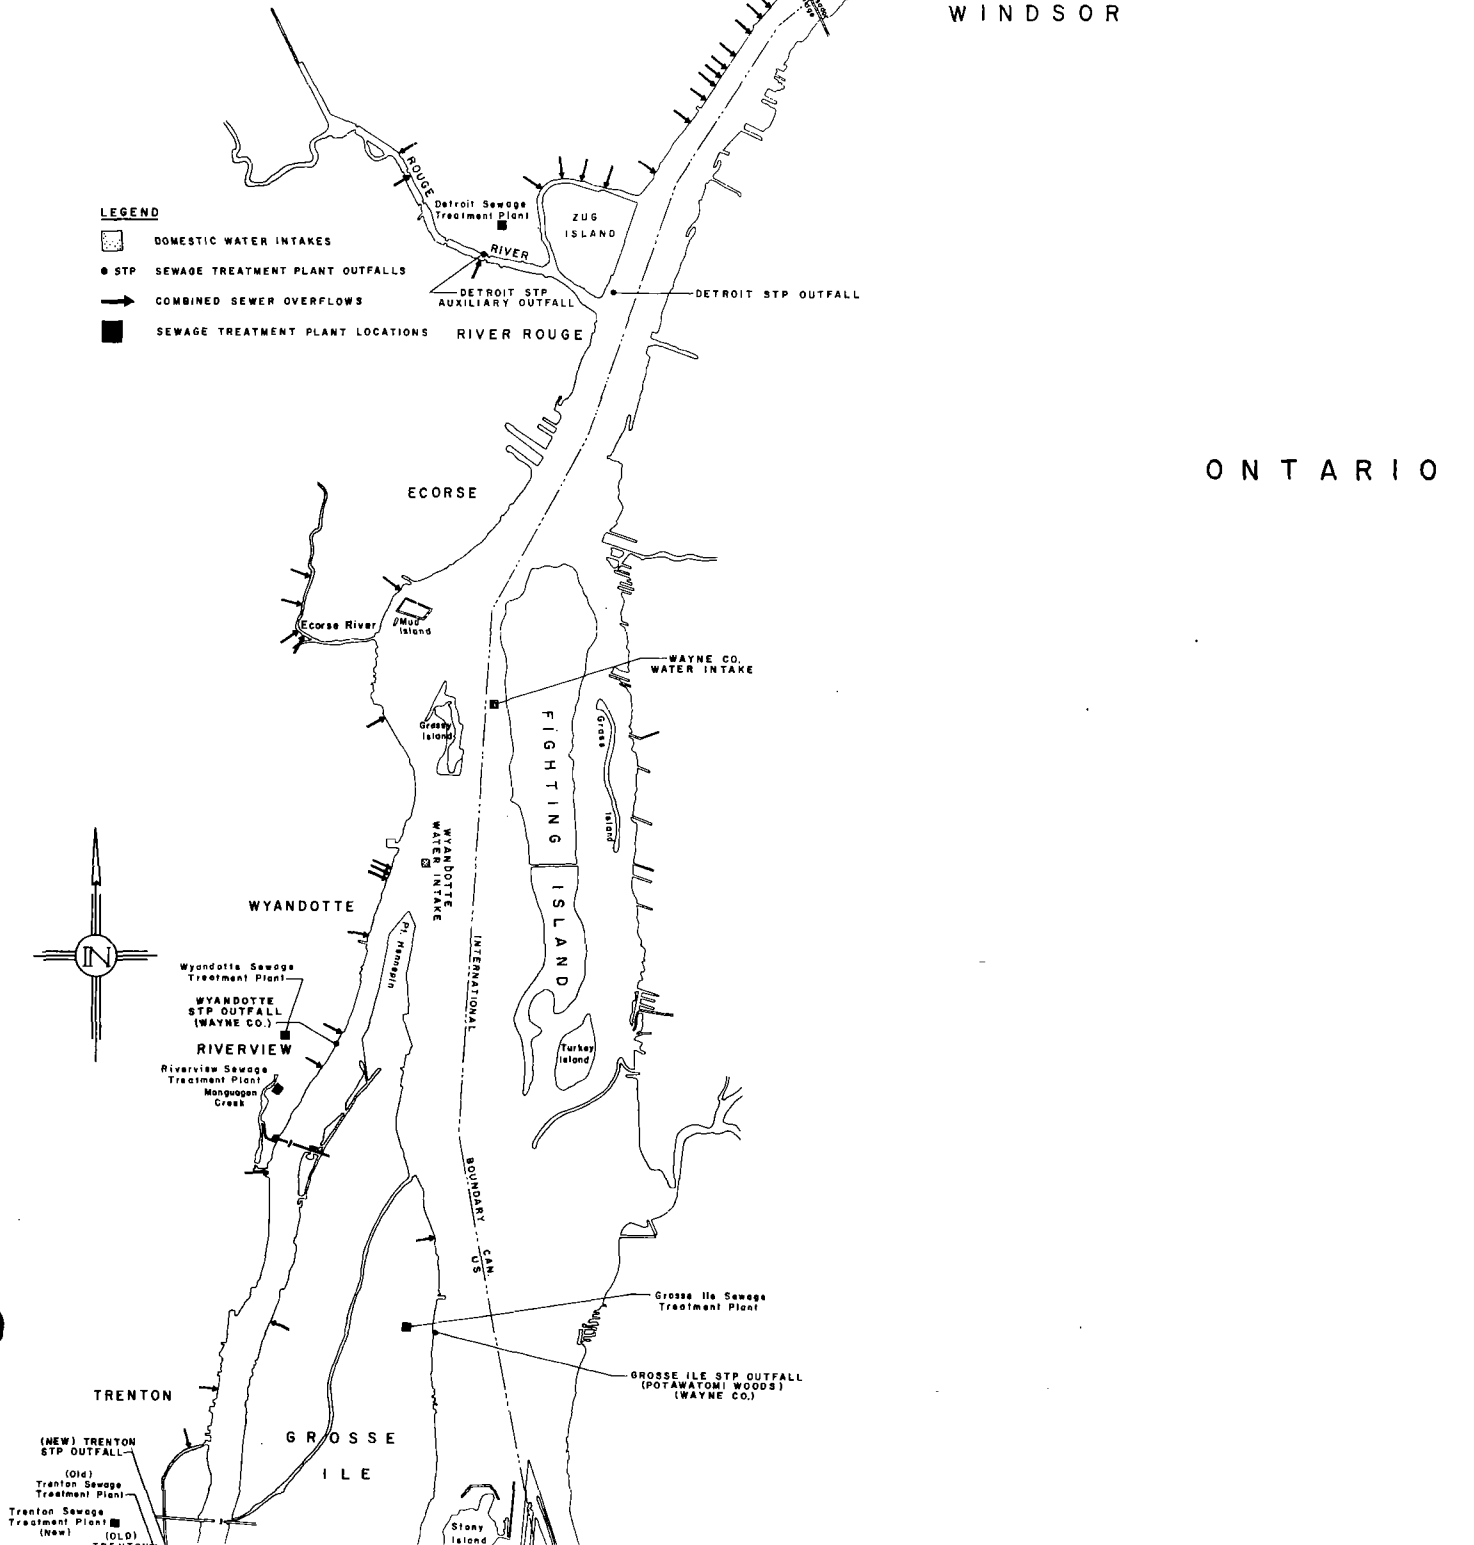 WINDSOR
ROUGE
Detroit Sewage
Treatment Plant
ZUG
ISLAND
LEGEND
DOMESTIC WATER INTAKES
STP SEWAGE TREATMENT PLANT OUTFALLS
COMBINED SEWER OVERFLOWS
SEWAGE TREATMENT PLANT LOCATIONS
RIVER
DETROIT STP
AUXILIARY OUTFALL
DETROIT STP OUTFALL
RIVER ROUGE
ONTARIO
ECORSE
Ecorse River
Mud
Island
WAYNE CO.
WATER INTAKE
Grassy
Island
FIGHTING
ISLAND
Grass
Island
WYANDOTTE
WATER INTAKE
WYANDOTTE
Pt. Hennepin
N
INTERNATIONAL
Wyandotte Sewage
Treatment Plant
WYANDOTTE
STP OUTFALL
(WAYNE CO.)
RIVERVIEW
Turkey
Island
Riverview Sewage
Treatment Plant
Monguagon
Creek
BOUNDARY
CAN.
US
Grosse Ile Sewage
Treatment Plant
GROSSE ILE STP OUTFALL
(POTAWATOMI WOODS)
(WAYNE CO.)
TRENTON
GROSSE
ILE
(NEW) TRENTON
STP OUTFALL
(Old)
Trenton Sewage
Treatment Plant
Trenton Sewage
Treatment Plant
(New)
(OLD)
Stony
Island